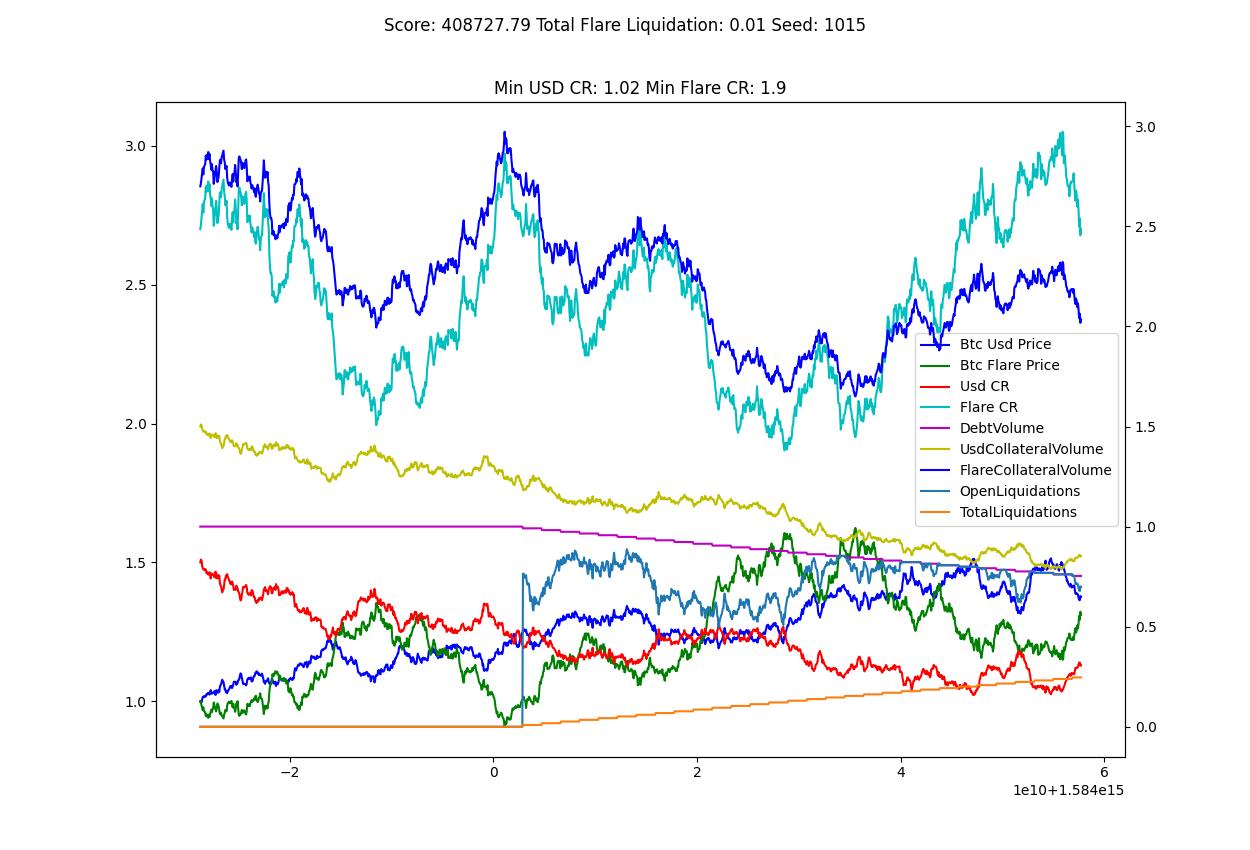 Score: 408727.79 Total Flare Liquidation: 0.01 Seed: 1015
Min USD CR: 1.02 Min Flare CR: 1.9
3.0
2.5
2.0
1.5
1.0
3.0
2.5
2.0
1.5
1.0
0.5
0.0
Btc Usd Price
Btc Flare Price
Usd CR
Flare CR
DebtVolume
UsdCollateralVolume
FlareCollateralVolume
OpenLiquidations
TotalLiquidations
−2 0 2 4 6
1e10+1.584e15